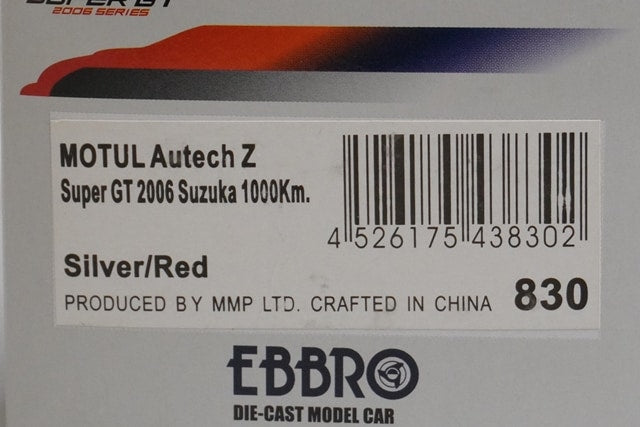 SUPER GT
2006 SERIES
MOTUL Autech Z
Super GT 2006 Suzuka 1000Km.
4 526175 438302
Silver/Red
PRODUCED BY MMP LTD. CRAFTED IN CHINA 830
EBBRO
DIE-CAST MODEL CAR